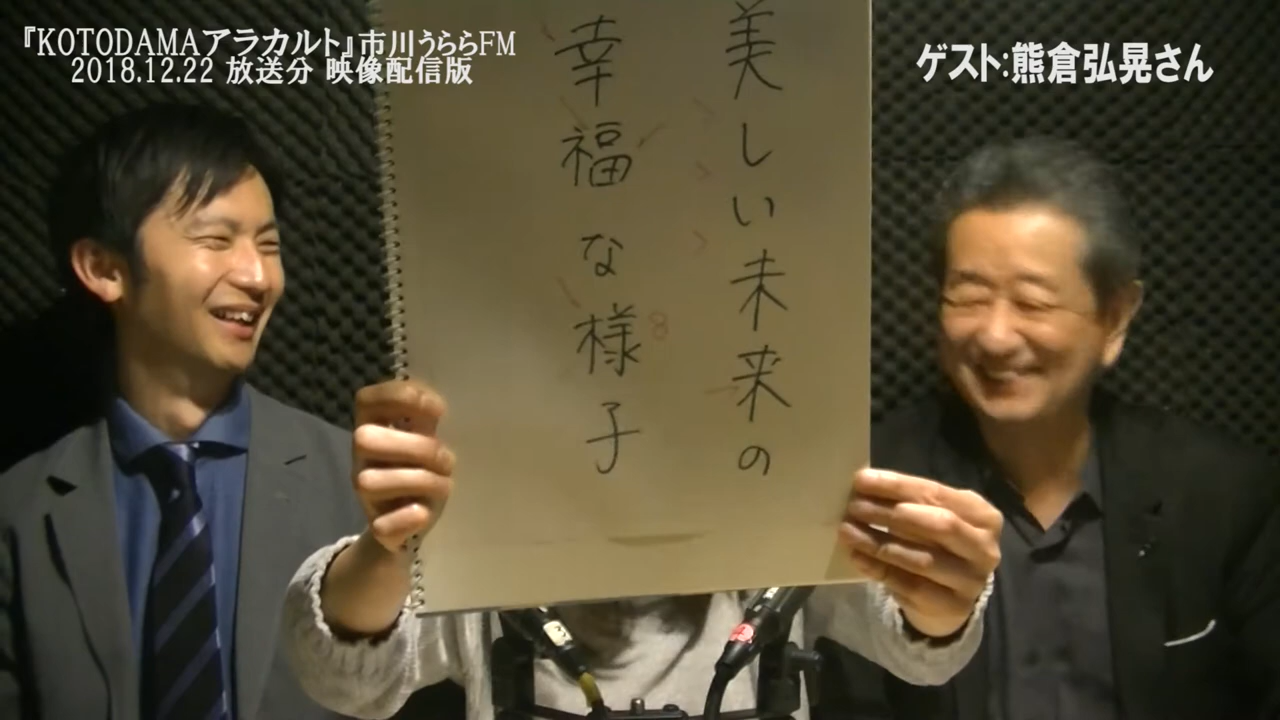 『KOTODAMAアラカルト』市川うららFM
2018.12.22 放送分 映像配信版
ゲスト:熊倉弘晃さん
美しい未来の
幸福な様子